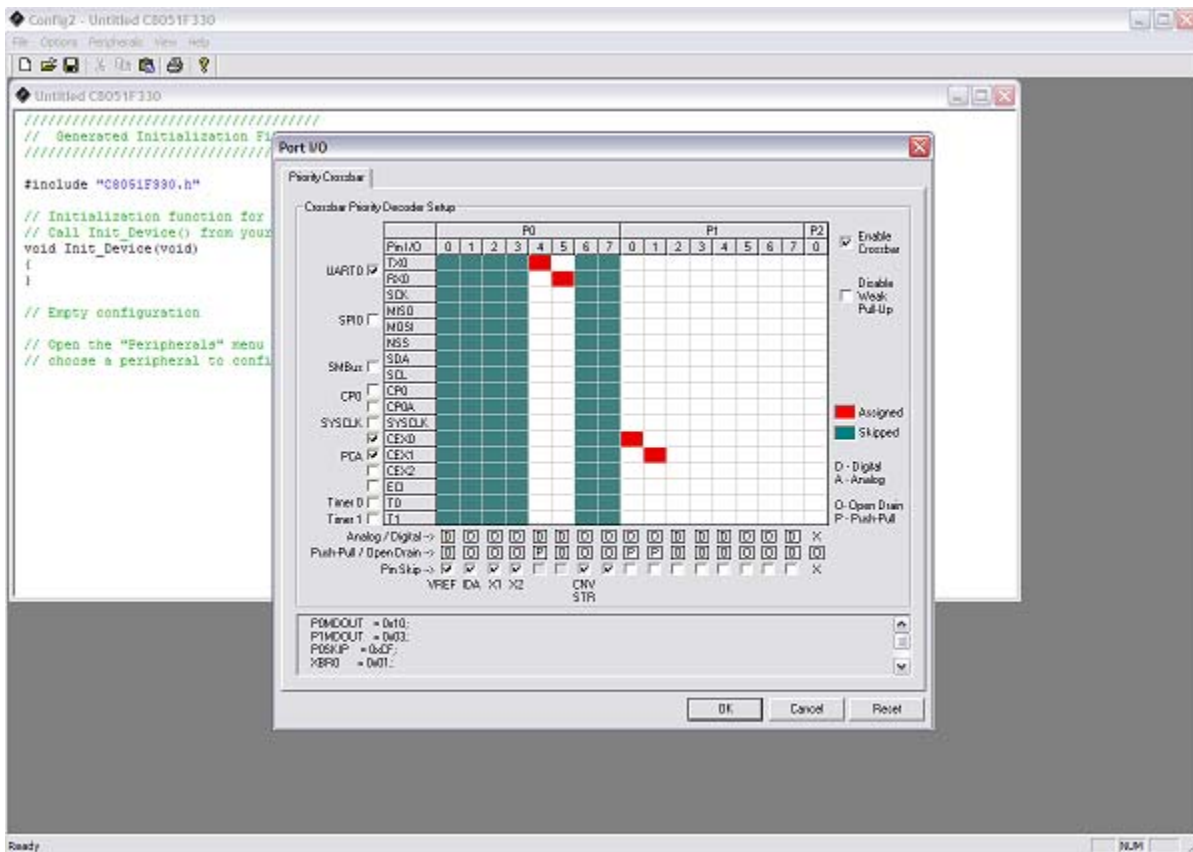 Config2 - Untitled C8051F330
File Options Peripherals View Help
Untitled C8051F330
/////////////////////////////////////
// Generated Initialization Fi
#include "C8051F330.h"
// Initialization function for
// Call Init_Device() from your
void Init_Device(void)
{
}
// Empty configuration
// Open the "Peripherals" menu
// choose a peripheral to confi
Port I/O
Priority Crossbar
Crossbar Priority Decoder Setup
P0 P1 P2
Pin I/O 0 1 2 3 4 5 6 7 0 1 2 3 4 5 6 7 0
UART0 TX0
RX0
SCK
SPI0 MISO
MOSI
NSS
SMBus SDA
SCL
CP0 CP0
CP0A
SYSCLK SYSCLK
CEX0
PCA CEX1
CEX2
ECI
Timer 0 T0
Timer 1 T1
Analog / Digital -> D D D D D D D D D D D D D D D D X
Push-Pull / Open Drain -> O O O O P O O O P P O O O O O O O
Pin Skip -> X
VREF IDA X1 X2 CNV STR
Enable Crossbar
Disable Weak Pull-Up
Assigned
Skipped
D - Digital
A - Analog
O- Open Drain
P - Push-Pull
P0MDOUT = 0x10;
P1MDOUT = 0x03;
P0SKIP = 0xCF;
XBR0 = 0x01;
OK Cancel Reset
Ready NUM